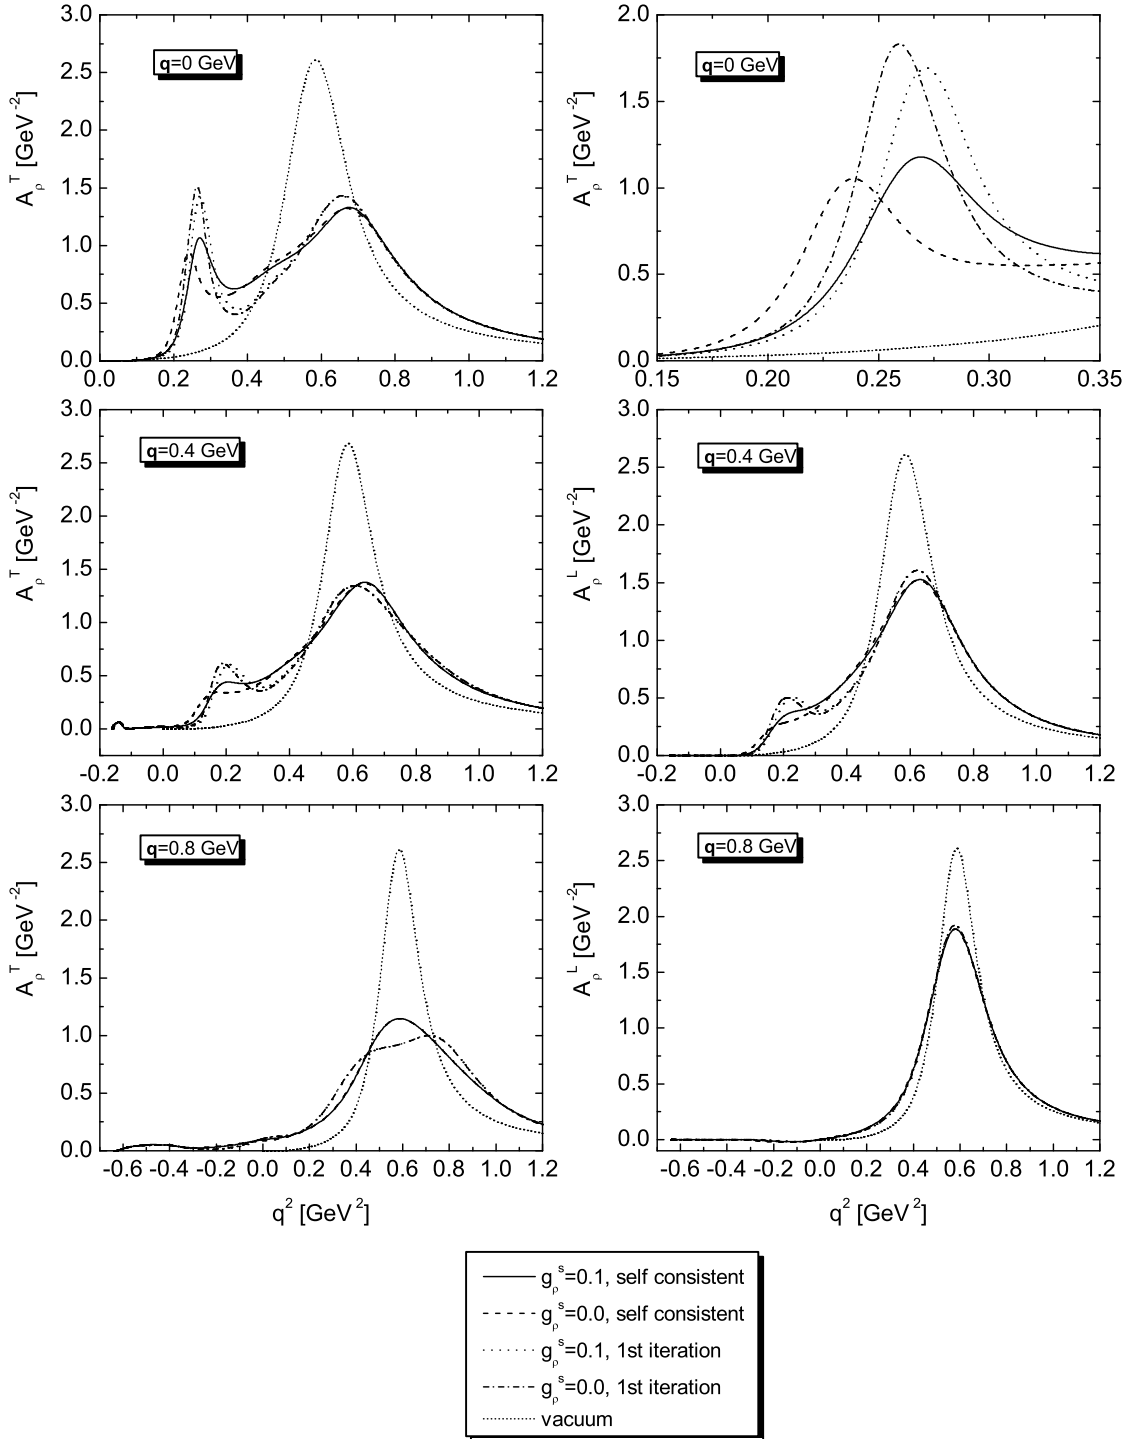 3.0
2.5
2.0
1.5
1.0
0.5
0.0
A_ρ^T [GeV^-2]
q=0 GeV
0.0 0.2 0.4 0.6 0.8 1.0 1.2
2.0
1.5
1.0
0.5
0.0
A_ρ^T [GeV^-2]
q=0 GeV
0.15 0.20 0.25 0.30 0.35
3.0
2.5
2.0
1.5
1.0
0.5
0.0
A_ρ^T [GeV^-2]
q=0.4 GeV
-0.2 0.0 0.2 0.4 0.6 0.8 1.0 1.2
3.0
2.5
2.0
1.5
1.0
0.5
0.0
A_ρ^L [GeV^-2]
q=0.4 GeV
-0.2 0.0 0.2 0.4 0.6 0.8 1.0 1.2
3.0
2.5
2.0
1.5
1.0
0.5
0.0
A_ρ^T [GeV^-2]
q=0.8 GeV
-0.6 -0.4 -0.2 0.0 0.2 0.4 0.6 0.8 1.0 1.2
q^2 [GeV^2]
3.0
2.5
2.0
1.5
1.0
0.5
0.0
A_ρ^L [GeV^-2]
q=0.8 GeV
-0.6 -0.4 -0.2 0.0 0.2 0.4 0.6 0.8 1.0 1.2
q^2 [GeV^2]
g_ρ^s=0.1, self consistent
g_ρ^s=0.0, self consistent
g_ρ^s=0.1, 1st iteration
g_ρ^s=0.0, 1st iteration
vacuum